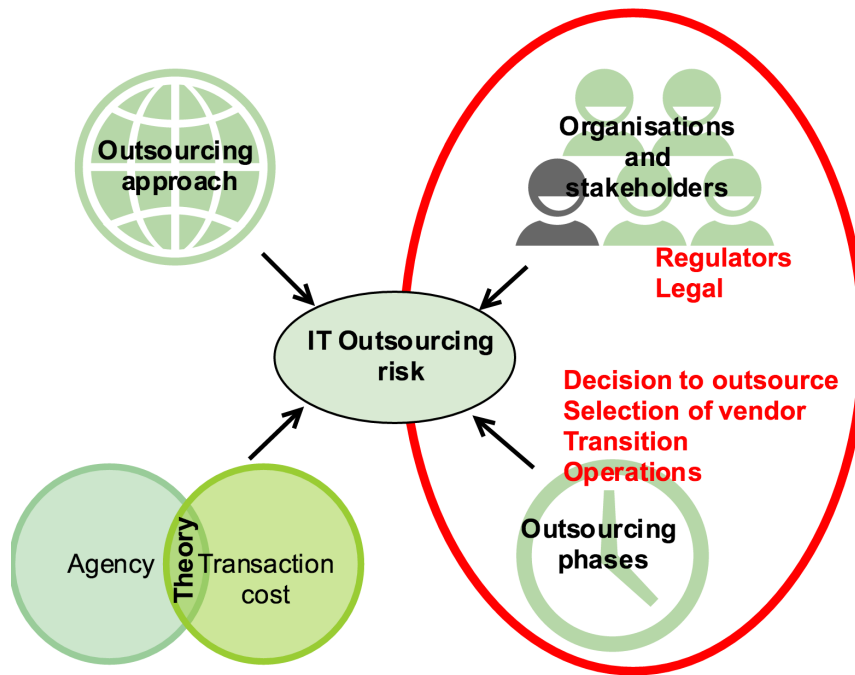 Outsourcing
approach
Organisations
and
stakeholders
Regulators
Legal
IT Outsourcing
risk
Decision to outsource
Selection of vendor
Transition
Operations
Outsourcing
phases
Agency
Theory
Transaction
cost